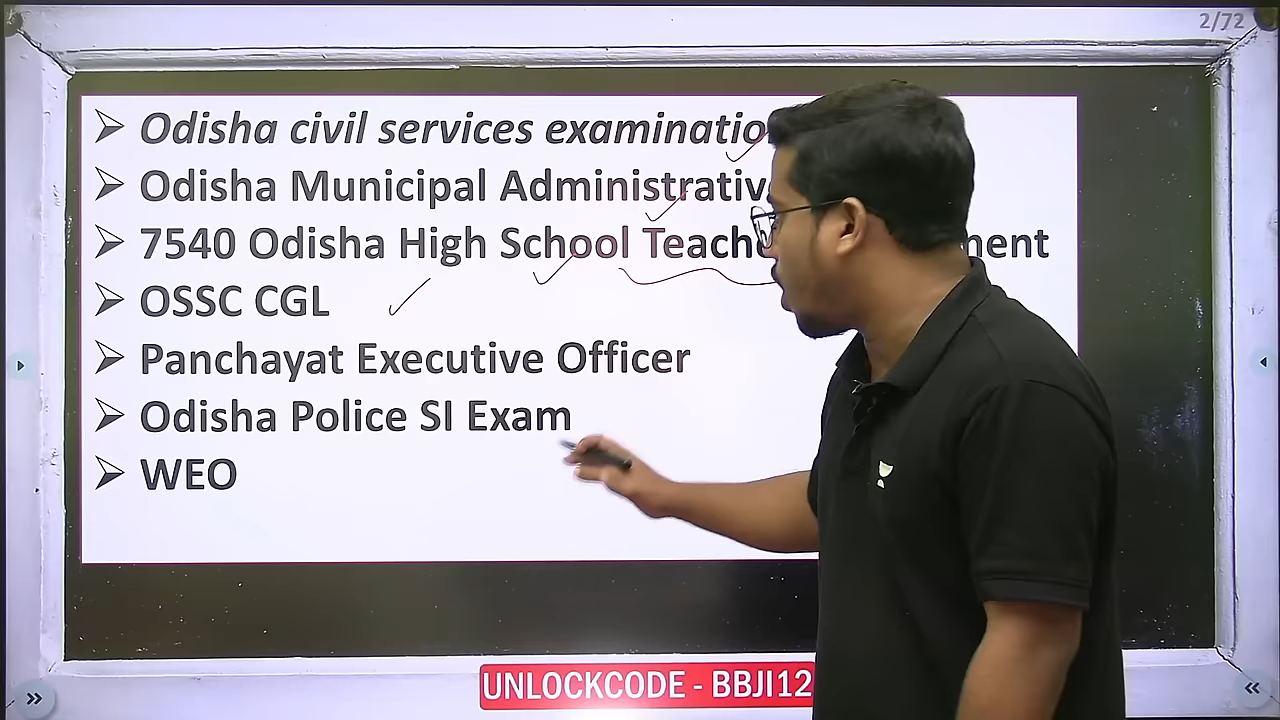 2/72
Odisha civil services examinatio
Odisha Municipal Administrativ
7540 Odisha High School Teach ment
OSSC CGL
Panchayat Executive Officer
Odisha Police SI Exam
WEO
UNLOCKCODE - BBJI12